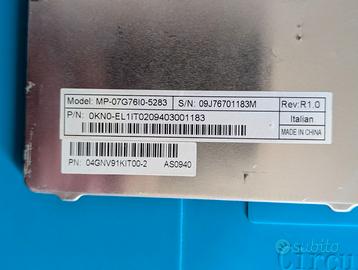 Model: MP-07G76I0-5283 S/N: 09J76701183M Rev:R1.0
P/N: 0KN0-EL1IT0209403001183 Italian
MADE IN CHINA
PN: 04GNV91KIT00-2 AS0940
subito
Circu